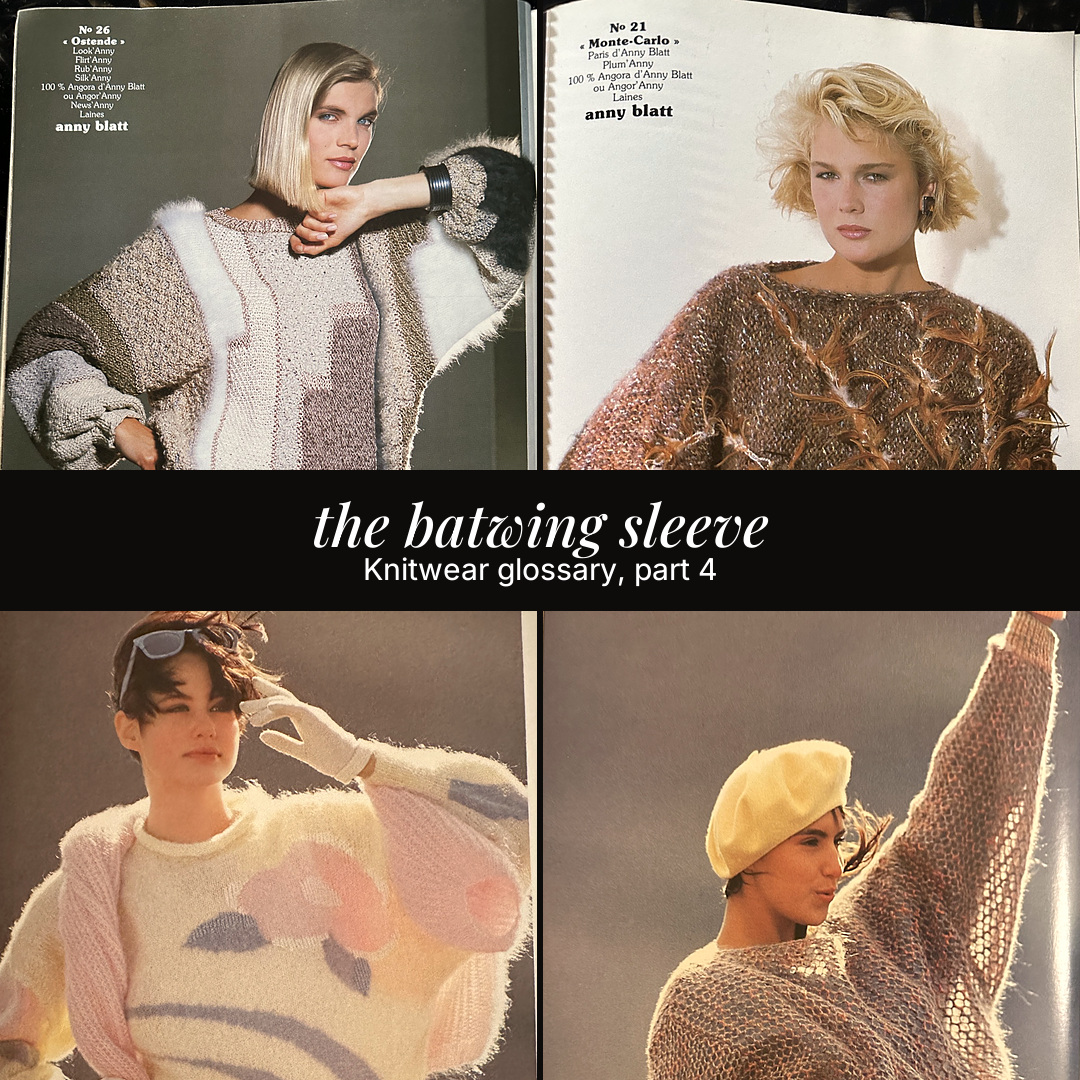 No 26
« Ostende »
Look'Anny
Flirt'Anny
Rub'Anny
Silk'Anny
100 % Angora d'Anny Blatt
ou Angor'Anny
News'Anny
Laines
anny blatt
No 21
« Monte-Carlo »
Paris d'Anny Blatt
Plum'Anny
100 % Angora d'Anny Blatt
ou Angor'Anny
Laines
anny blatt
the batwing sleeve
Knitwear glossary, part 4